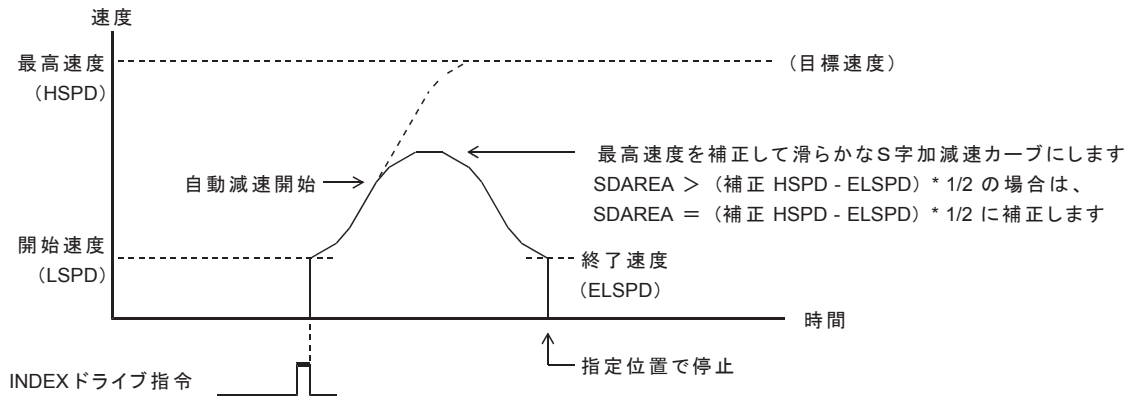 速度
最高速度
（HSPD）
（目標速度）
最高速度を補正して滑らかなS字加減速カーブにします
SDAREA ＞（補正 HSPD - ELSPD）* 1/2 の場合は、
SDAREA ＝（補正 HSPD - ELSPD）* 1/2 に補正します
自動減速開始
開始速度
（LSPD）
終了速度
（ELSPD）
時間
指定位置で停止
INDEXドライブ指令